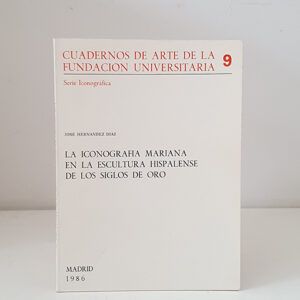 CUADERNOS DE ARTE DE LA
FUNDACION UNIVERSITARIA 9
Serie Iconográfica
JOSE HERNANDEZ DIAZ
LA ICONOGRAFIA MARIANA
EN LA ESCULTURA HISPALENSE
DE LOS SIGLOS DE ORO
MADRID
1986